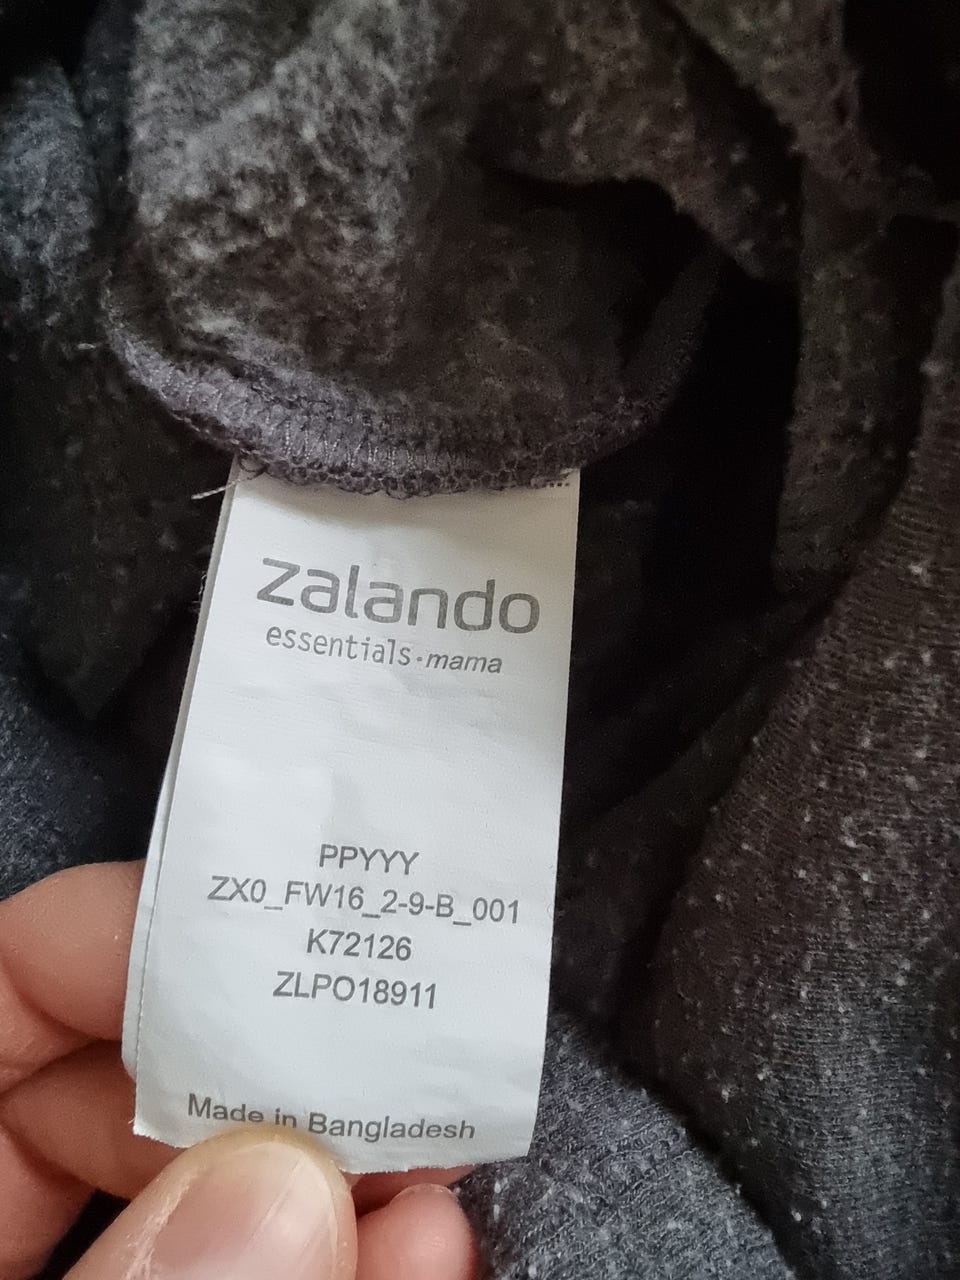 zalando
essentials·mama
PPYYY
ZX0_FW16_2-9-B_001
K72126
ZLPO18911
Made in Bangladesh